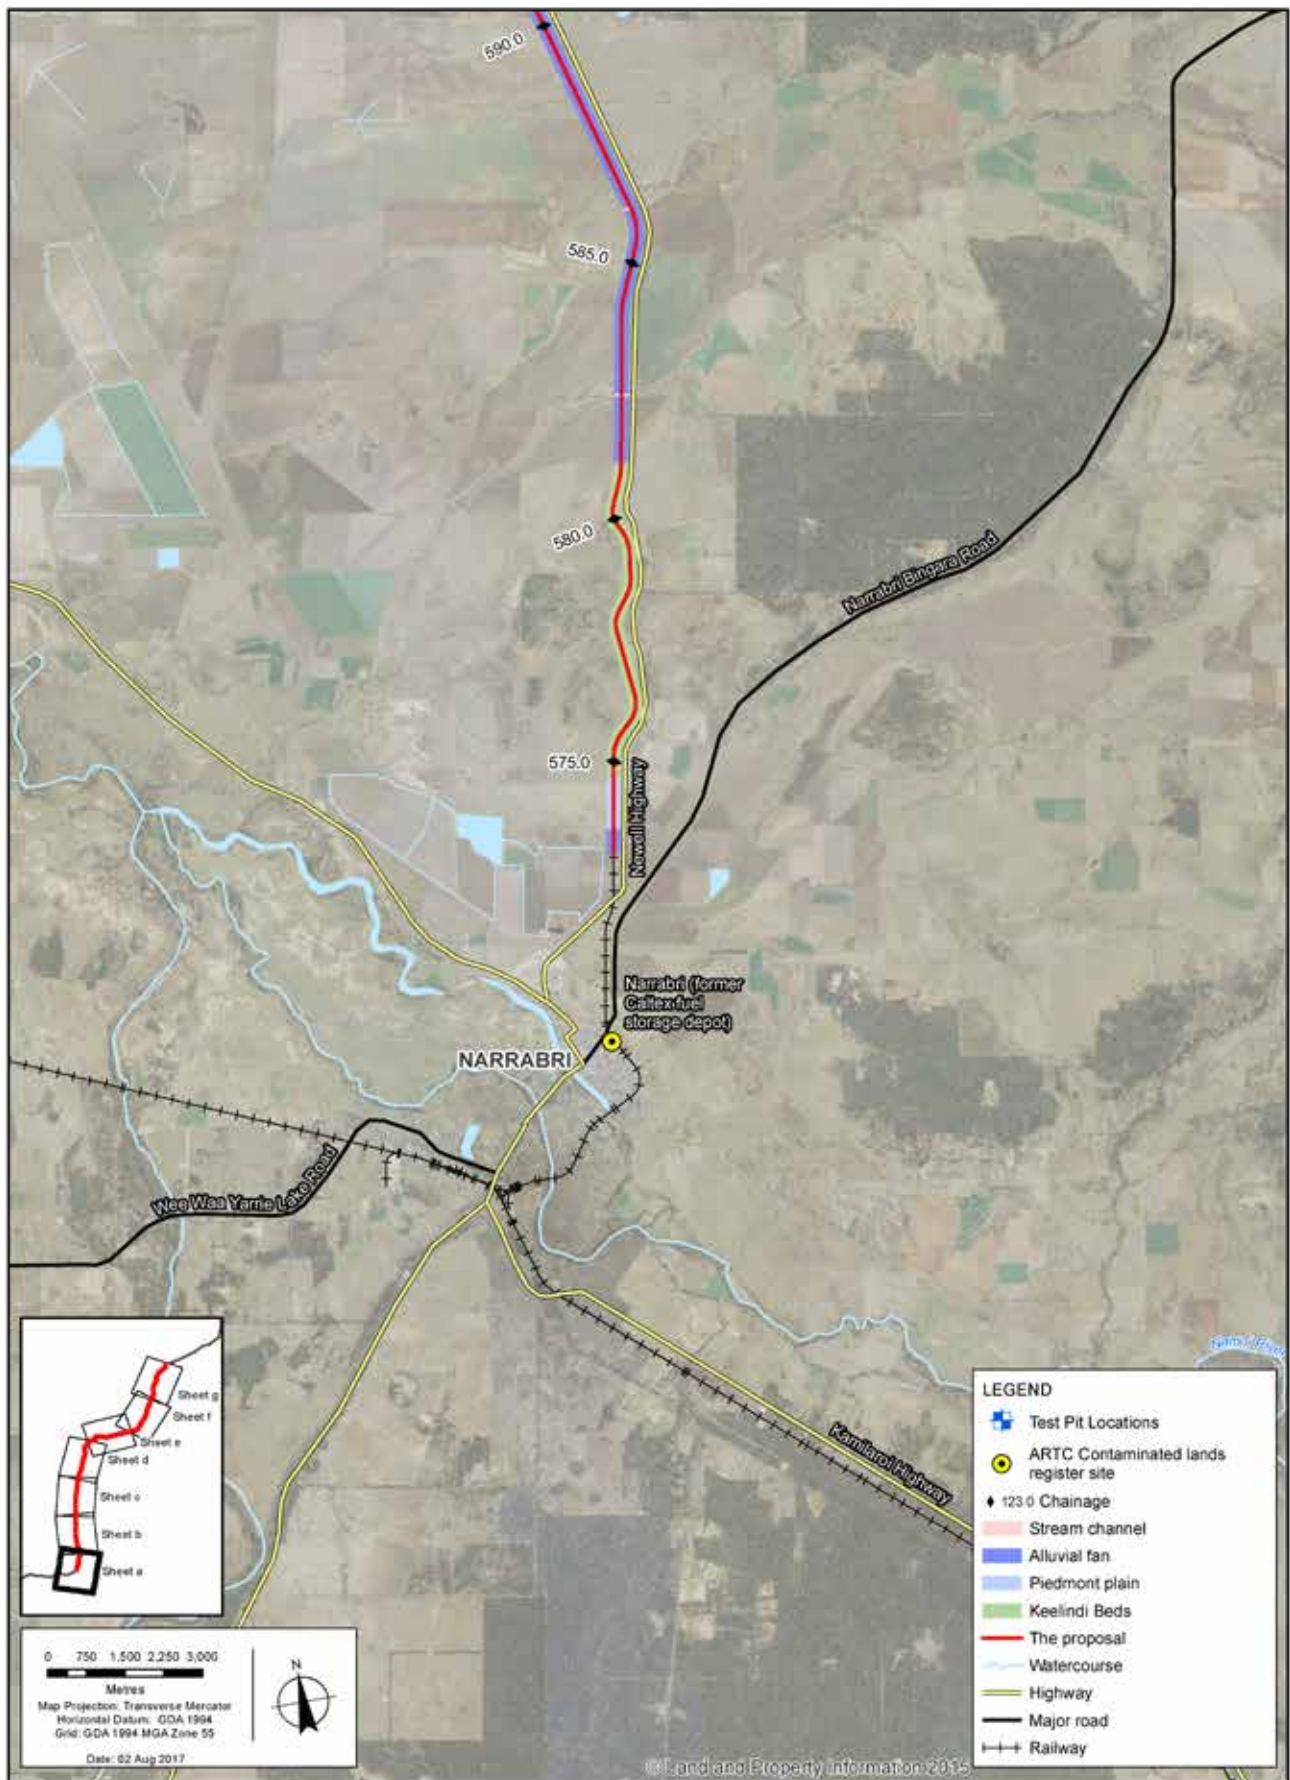 590.0
585.0
580.0
Narrabri Bingara Road
575.0
Newell Highway
Narrabri (former
Caltex fuel
storage depot)
NARRABRI
Wee Waa Yarrie Lake Road
Namoi River
Kamilaroi Highway
Sheet g
Sheet f
Sheet e
Sheet d
Sheet c
Sheet b
Sheet a
LEGEND
Test Pit Locations
ARTC Contaminated lands
register site
123.0 Chainage
Stream channel
Alluvial fan
Piedmont plain
Keelindi Beds
The proposal
Watercourse
Highway
Major road
Railway
0 750 1,500 2,250 3,000
Metres
Map Projection: Transverse Mercator
Horizontal Datum: GDA 1994
Grid: GDA 1994 MGA Zone 55
Date: 02 Aug 2017
N
© Land and Property Information 2015